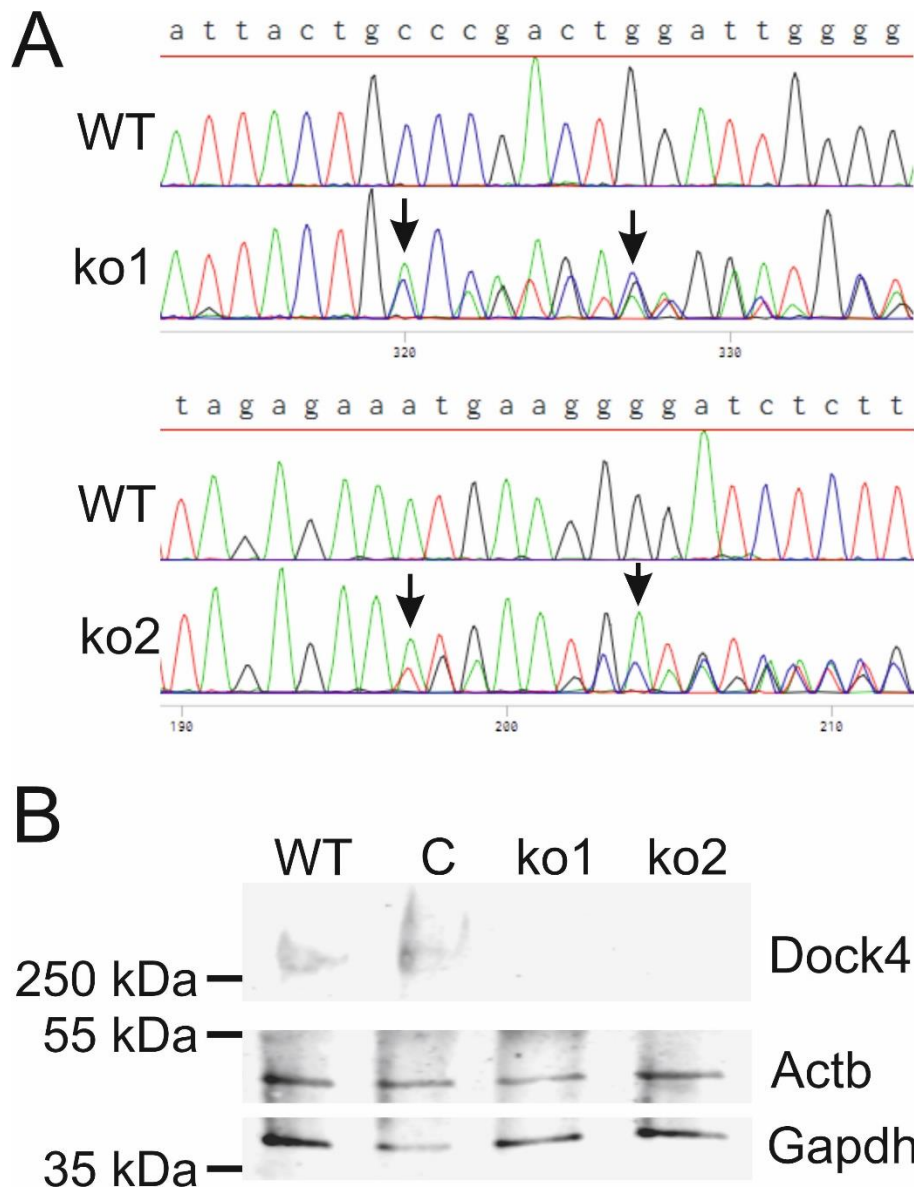 A
a t t a c t g c c c g a c t g g a t t g g g g
WT
ko1
320 330
t a g a g a a a t g a a g g g g a t c t c t t
WT
ko2
190 200 210
B
WT C ko1 ko2
250 kDa Dock4
55 kDa
Actb
Gapdh
35 kDa